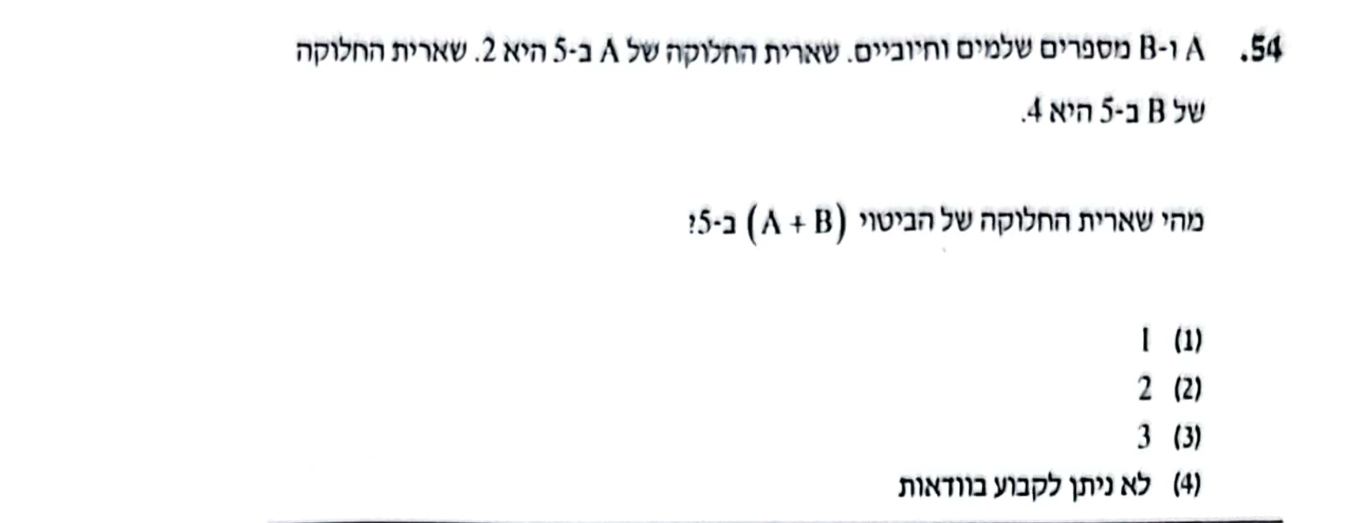 54. A ו-B מספרים שלמים וחיוביים. שארית החלוקה של A ב-5 היא 2. שארית החלוקה
של B ב-5 היא 4.
מהי שארית החלוקה של הביטוי (A + B) ב-5?
(1) 1
(2) 2
(3) 3
(4) לא ניתן לקבוע בוודאות